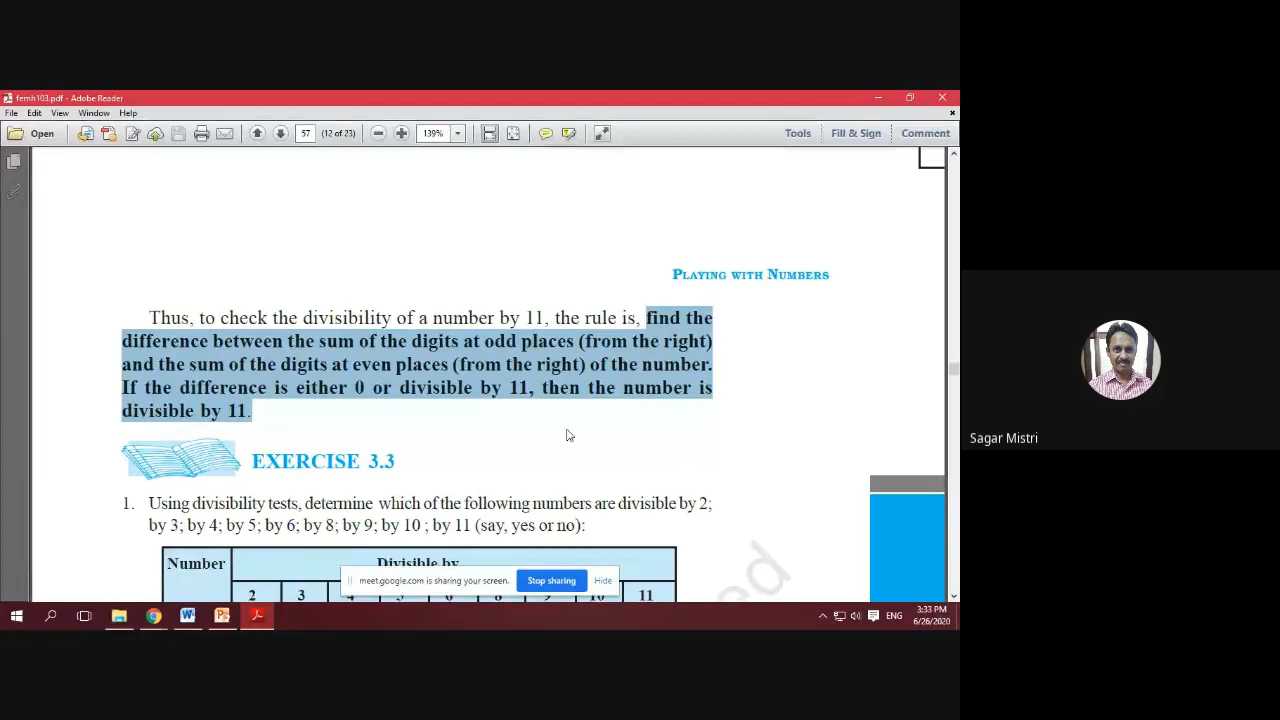 femh103.pdf - Adobe Reader
File Edit View Window Help
Open 57 (12 of 23) 139% Tools Fill & Sign Comment
PLAYING WITH NUMBERS
Thus, to check the divisibility of a number by 11, the rule is, find the
difference between the sum of the digits at odd places (from the right)
and the sum of the digits at even places (from the right) of the number.
If the difference is either 0 or divisible by 11, then the number is
divisible by 11.
EXERCISE 3.3
1. Using divisibility tests, determine which of the following numbers are divisible by 2;
by 3; by 4; by 5; by 6; by 8; by 9; by 10 ; by 11 (say, yes or no):
Number Divisible by
2 3 4 5 6 8 9 10 11
meet.google.com is sharing your screen. Stop sharing Hide
ENG
3:33 PM
6/26/2020
Sagar Mistri